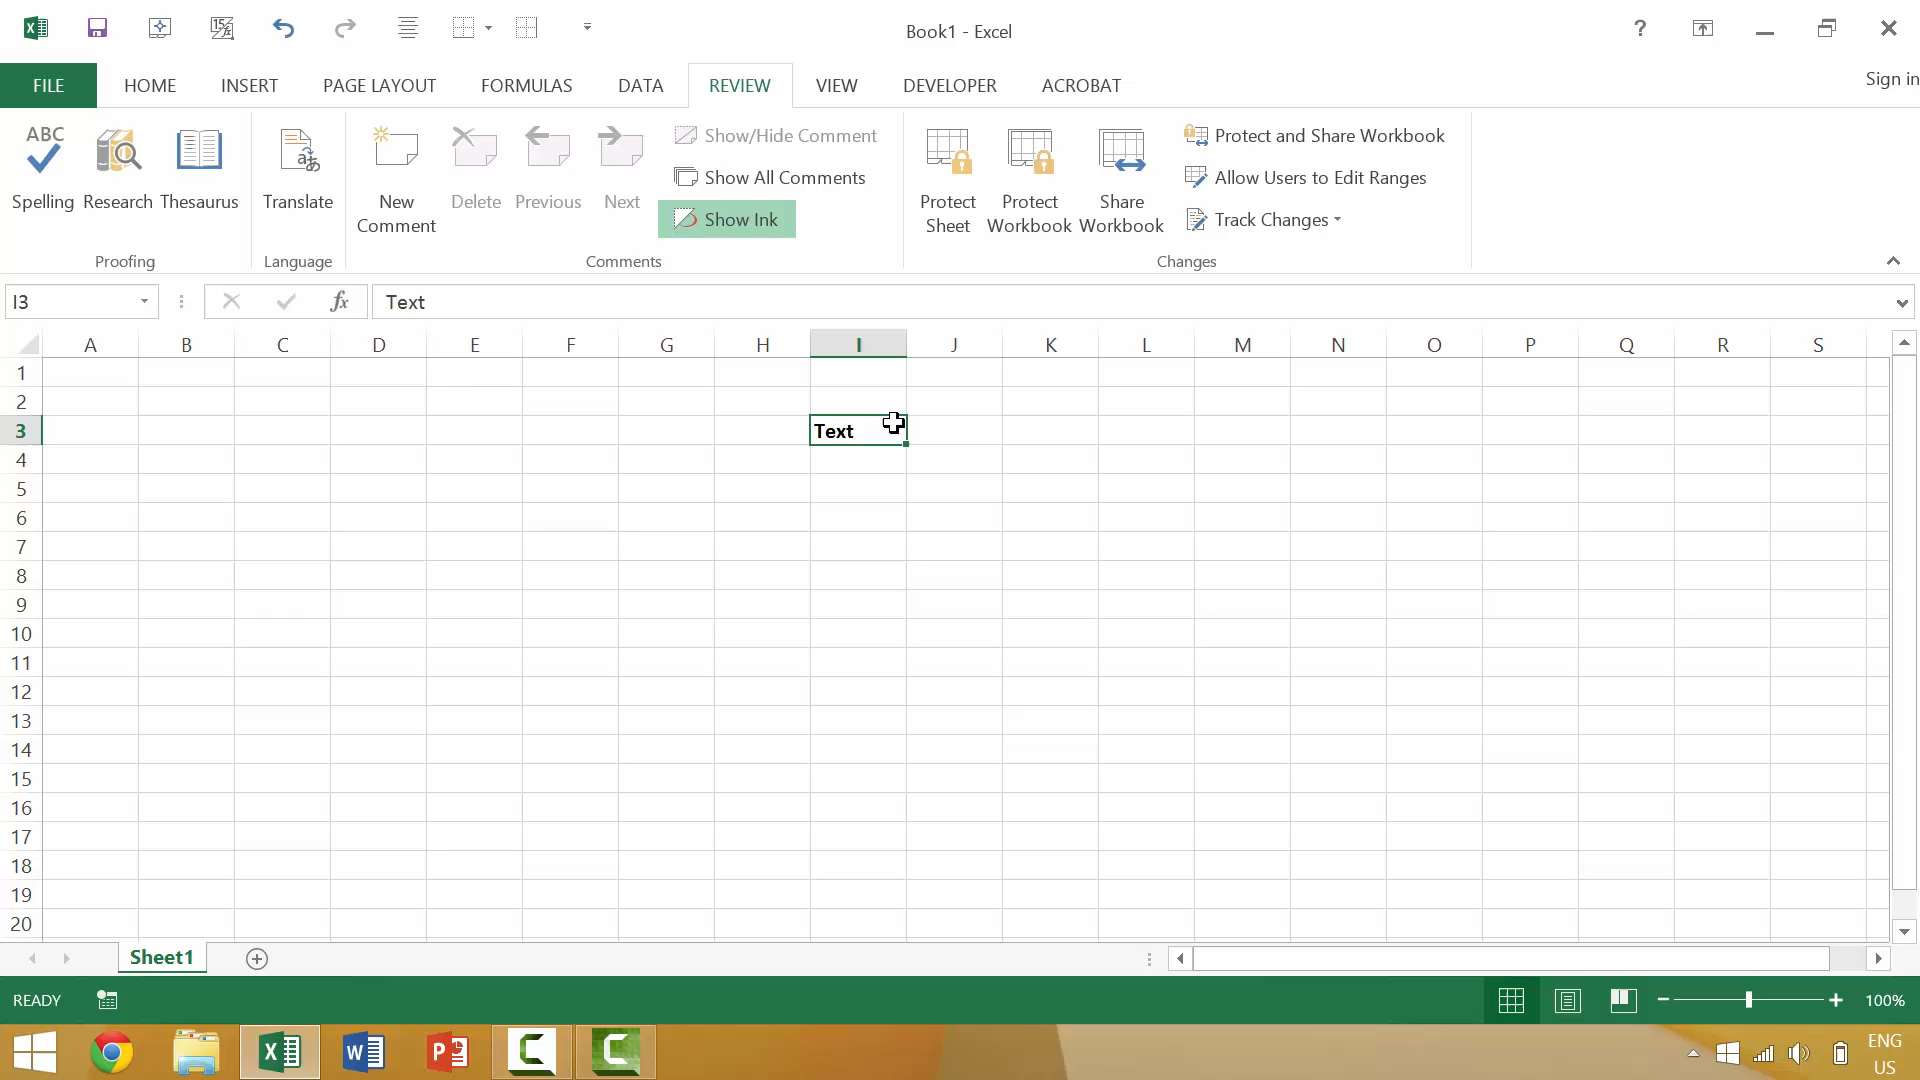 Book1 - Excel
?
FILE HOME INSERT PAGE LAYOUT FORMULAS DATA REVIEW VIEW DEVELOPER ACROBAT Sign in
ABC
Spelling Research Thesaurus
Proofing
Translate
Language
New
Comment
Delete Previous Next
Show/Hide Comment
Show All Comments
Show Ink
Comments
Protect
Sheet
Protect
Workbook
Share
Workbook
Protect and Share Workbook
Allow Users to Edit Ranges
Track Changes
Changes
I3 fx Text
A B C D E F G H I J K L M N O P Q R S
1
2
3 Text
4
5
6
7
8
9
10
11
12
13
14
15
16
17
18
19
20
Sheet1
READY 100%
ENG
US